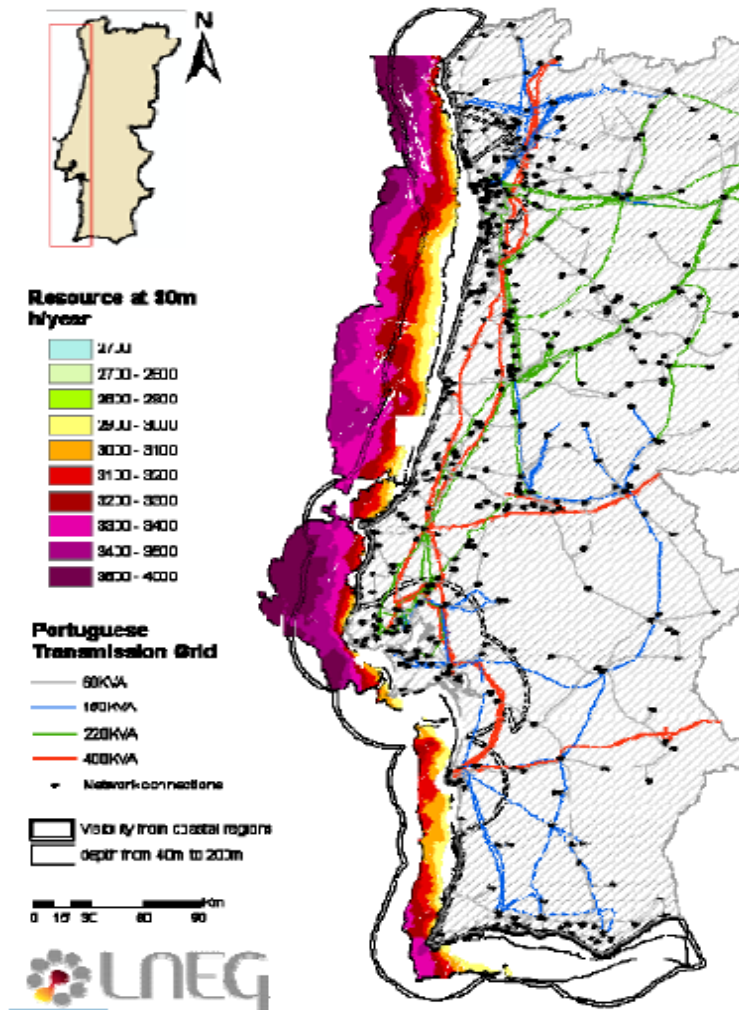 N
Resource at 80m
h/year
2700
2700 - 2800
2800 - 2900
2900 - 3000
3000 - 3100
3100 - 3200
3200 - 3300
3300 - 3400
3400 - 3500
3500 - 4000
Portuguese
Transmission Grid
60KVA
150KVA
220KVA
400KVA
Network connections
Visibility from coastal regions
depth from 40m to 200m
Km
0 15 30 60 90
LNEG